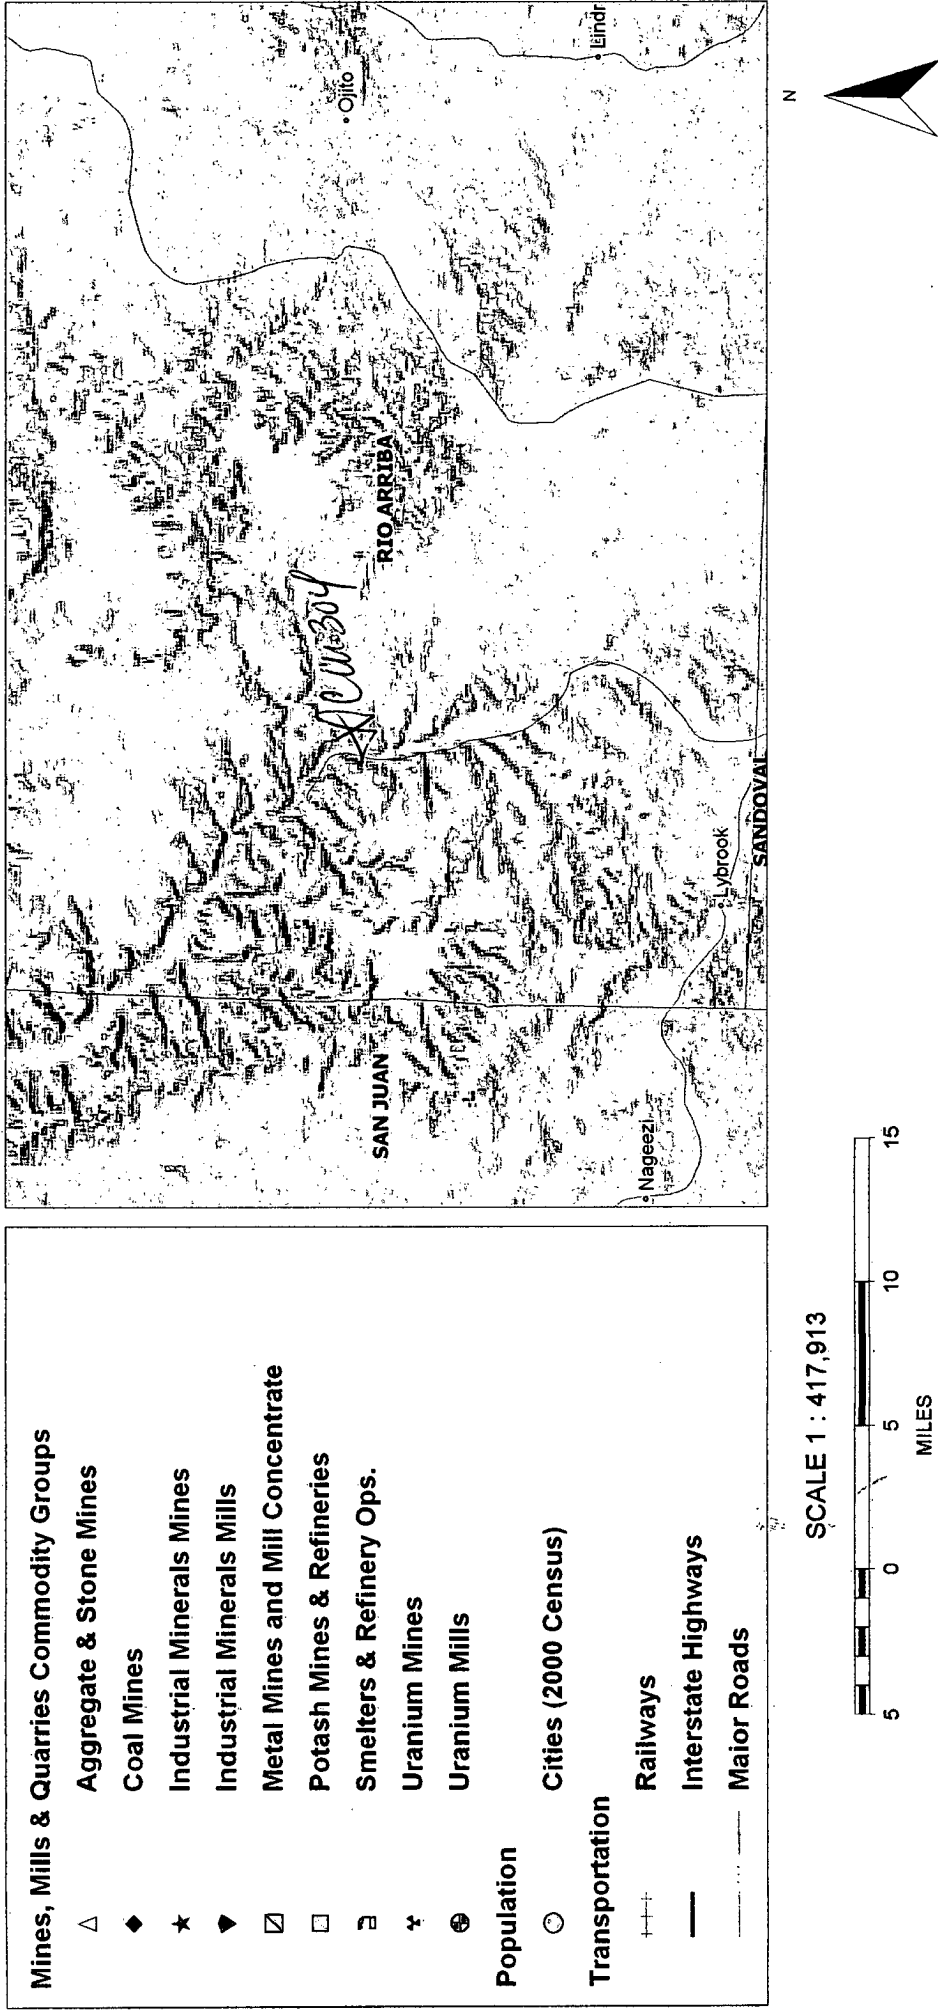 Mines, Mills & Quarries Commodity Groups
Aggregate & Stone Mines
Coal Mines
Industrial Minerals Mines
Industrial Minerals Mills
Metal Mines and Mill Concentrate
Potash Mines & Refineries
Smelters & Refinery Ops.
Uranium Mines
Uranium Mills
Population
Cities (2000 Census)
Transportation
Railways
Interstate Highways
Major Roads
SAN JUAN
RIO ARRIBA
SANDOVAL
Nageezi
Lybrook
Ojito
Lindr
N
SCALE 1 : 417,913
5 0 5 10 15
MILES